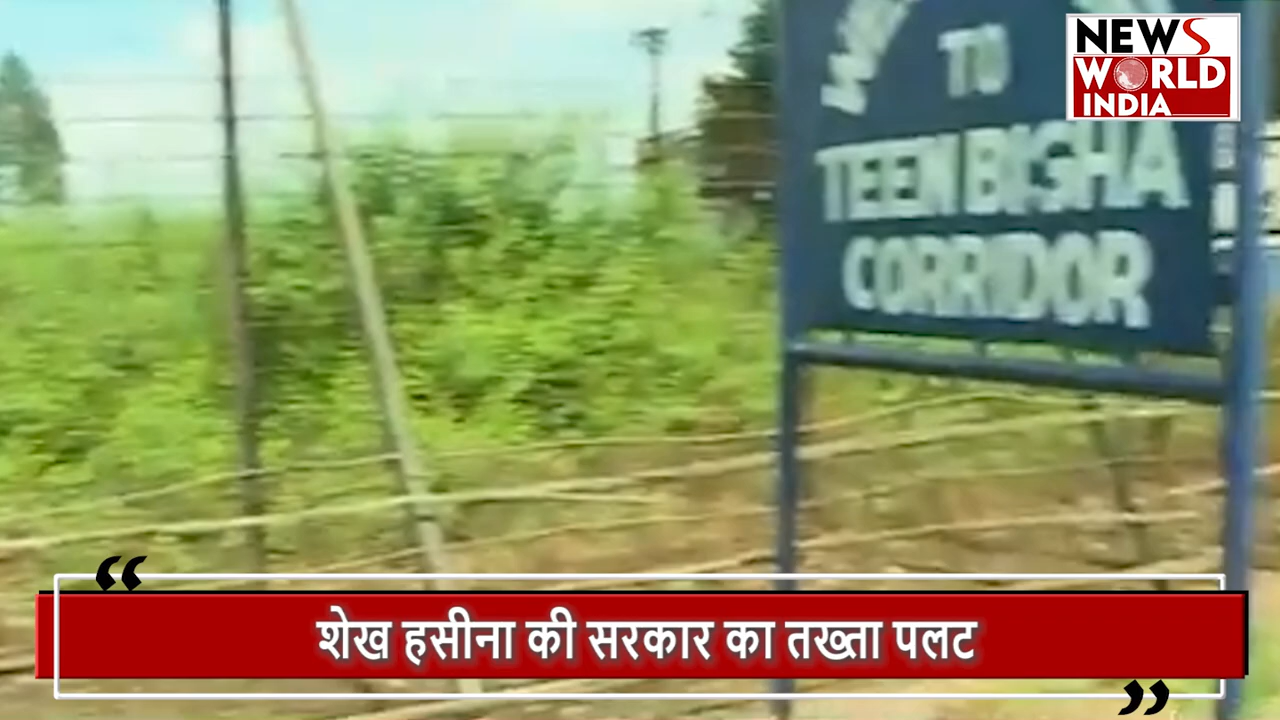 NEWS
WORLD
INDIA
TO
TEEN BIGHA
CORRIDOR
शेख हसीना की सरकार का तख्ता पलट